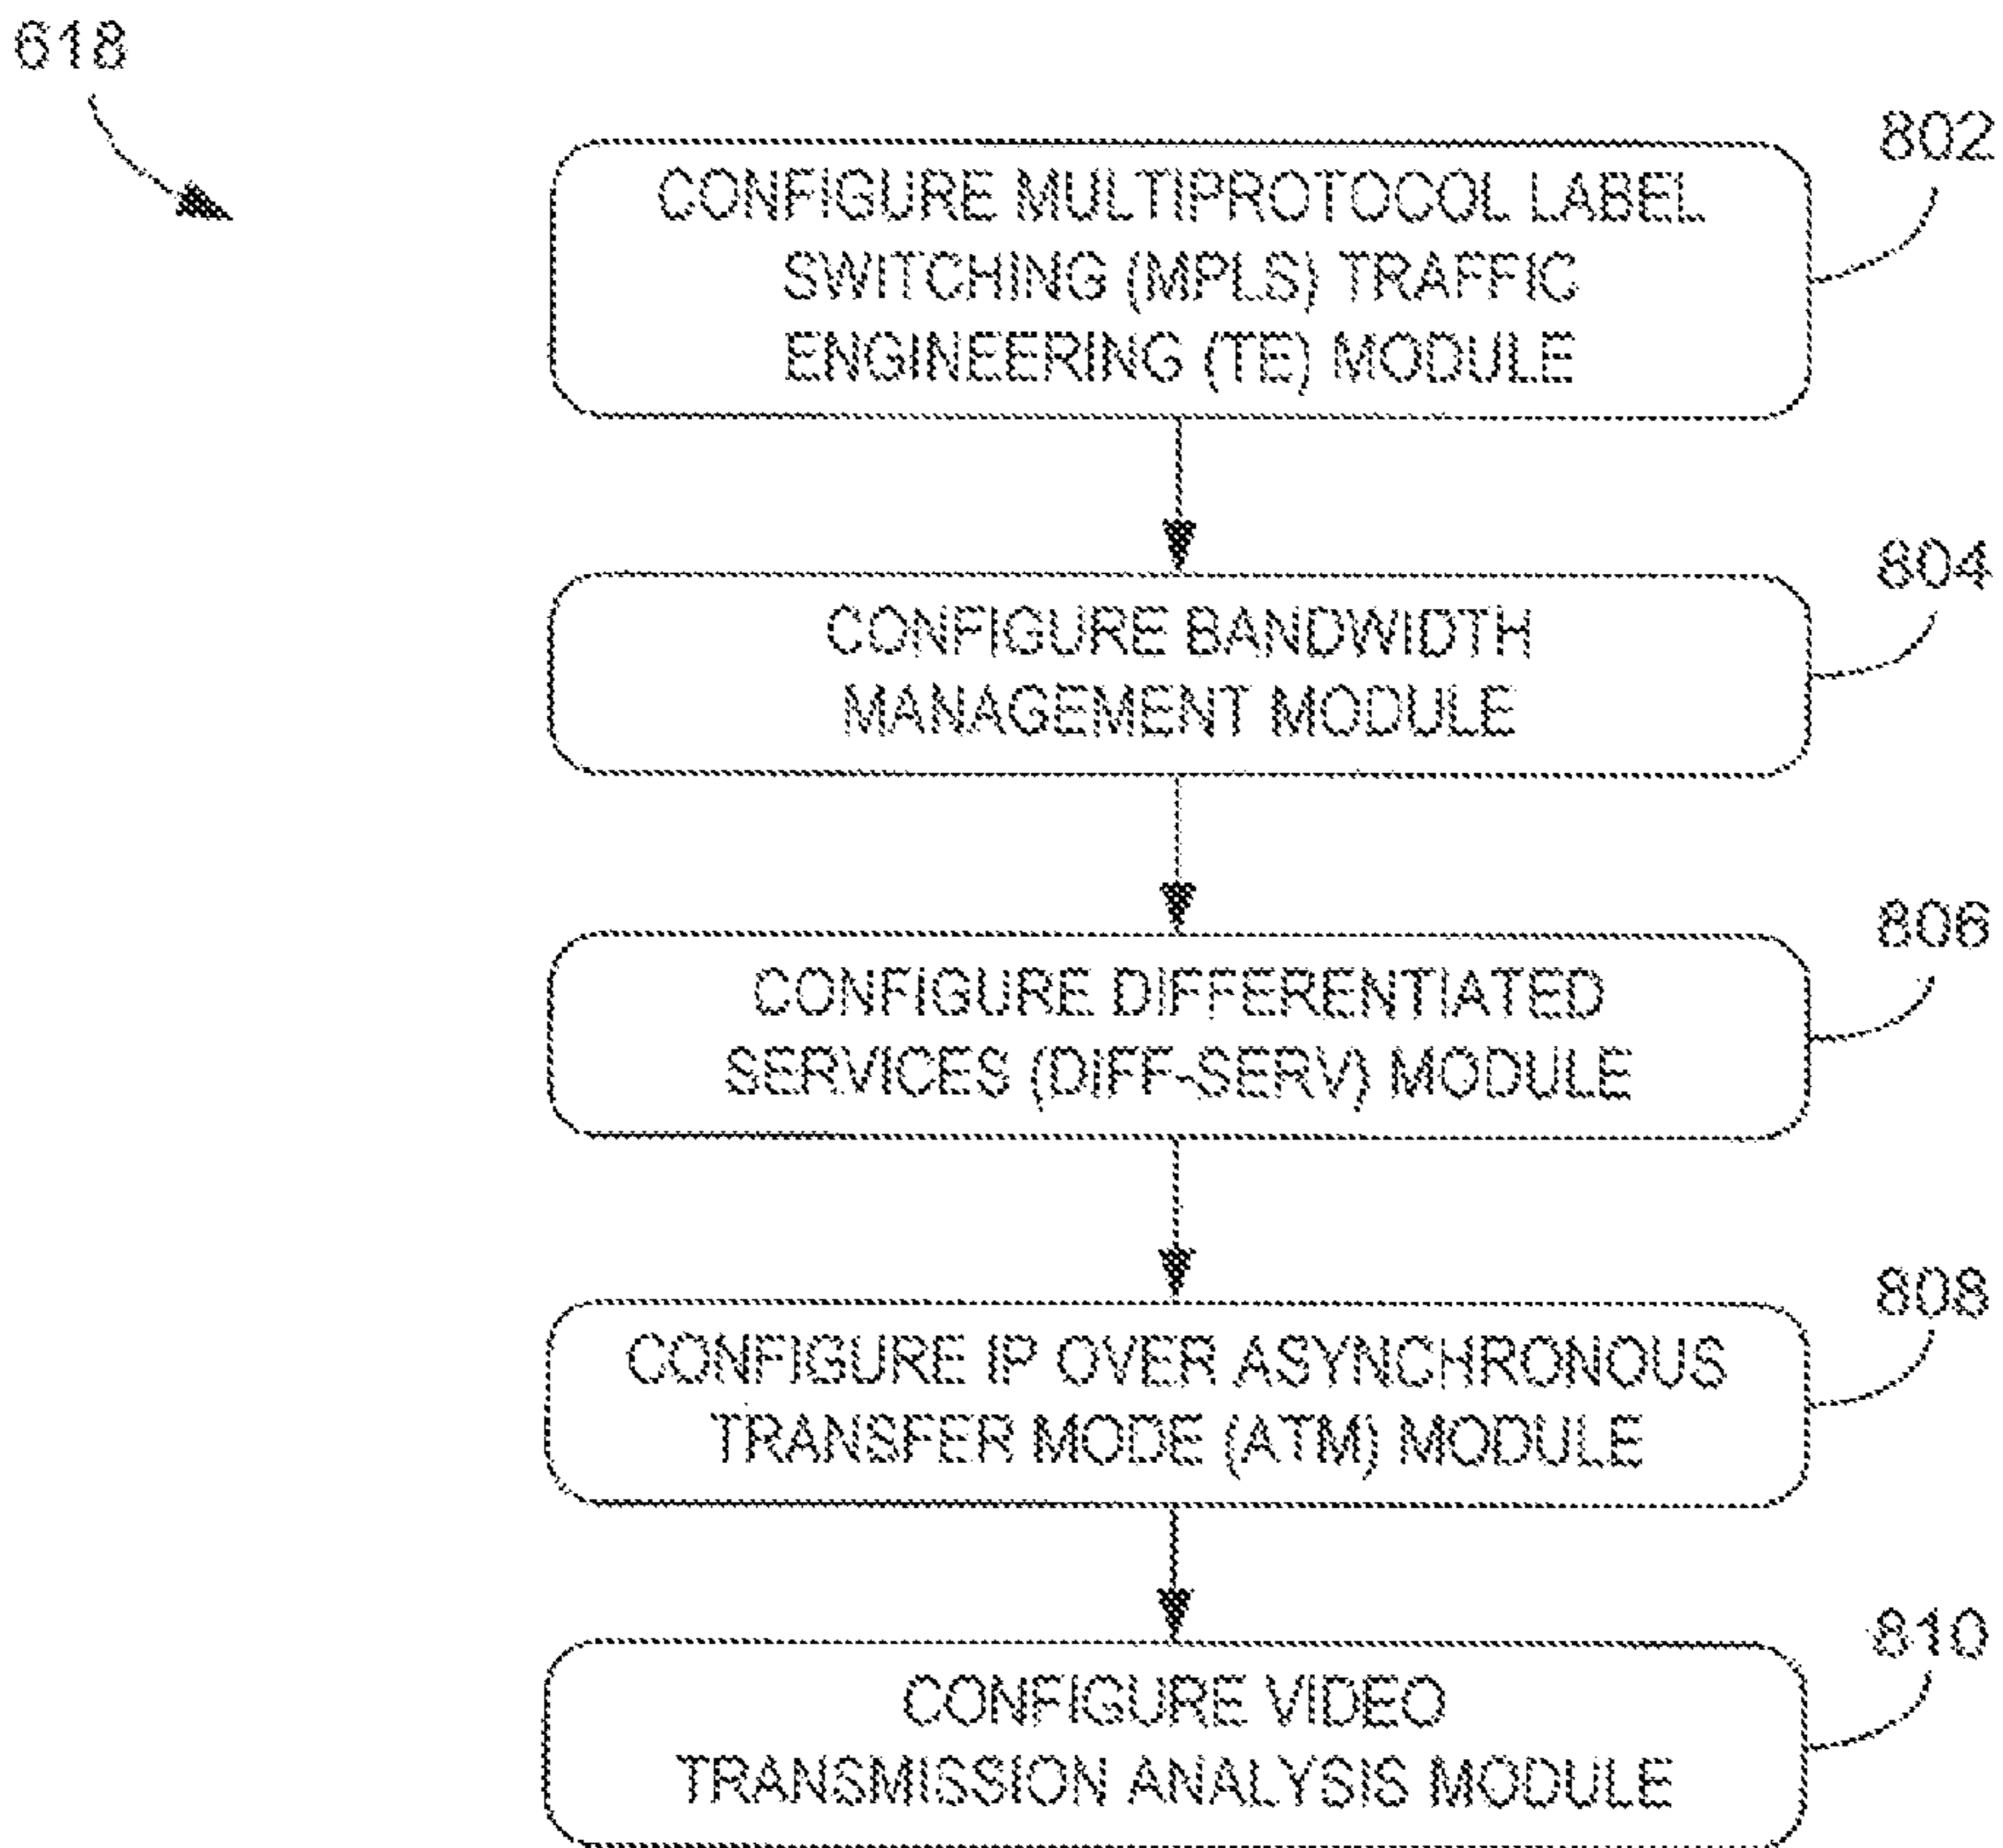 618
802
CONFIGURE MULTIPROTOCOL LABEL
SWITCHING (MPLS) TRAFFIC
ENGINEERING (TE) MODULE
804
CONFIGURE BANDWIDTH
MANAGEMENT MODULE
806
CONFIGURE DIFFERENTIATED
SERVICES (DIFF-SERV) MODULE
808
CONFIGURE IP OVER ASYNCHRONOUS
TRANSFER MODE (ATM) MODULE
810
CONFIGURE VIDEO
TRANSMISSION ANALYSIS MODULE